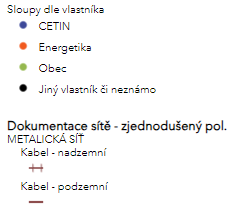 Sloupy dle vlastníka
CETIN
Energetika
Obec
Jiný vlastník či neznámo
Dokumentace sítě - zjednodušený pol.
METALICKÁ SÍŤ
Kabel - nadzemní
Kabel - podzemní